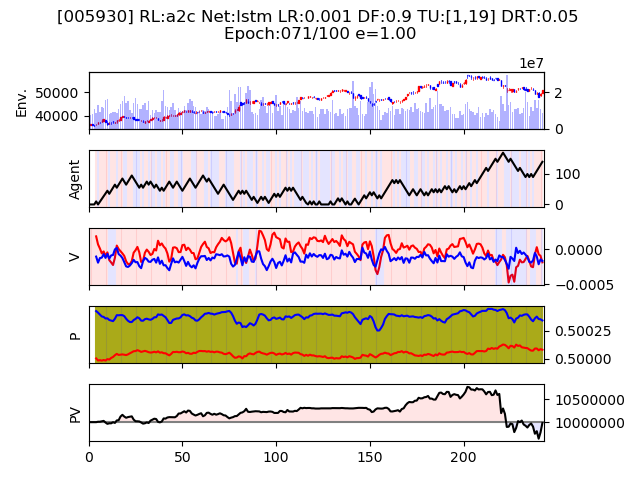 [005930] RL:a2c Net:lstm LR:0.001 DF:0.9 TU:[1,19] DRT:0.05
Epoch:071/100 e=1.00
1e7
Env.
50000
40000
2
0
Agent
100
0
V
0.0000
−0.0005
P
0.50025
0.50000
PV
10500000
10000000
0
50
100
150
200